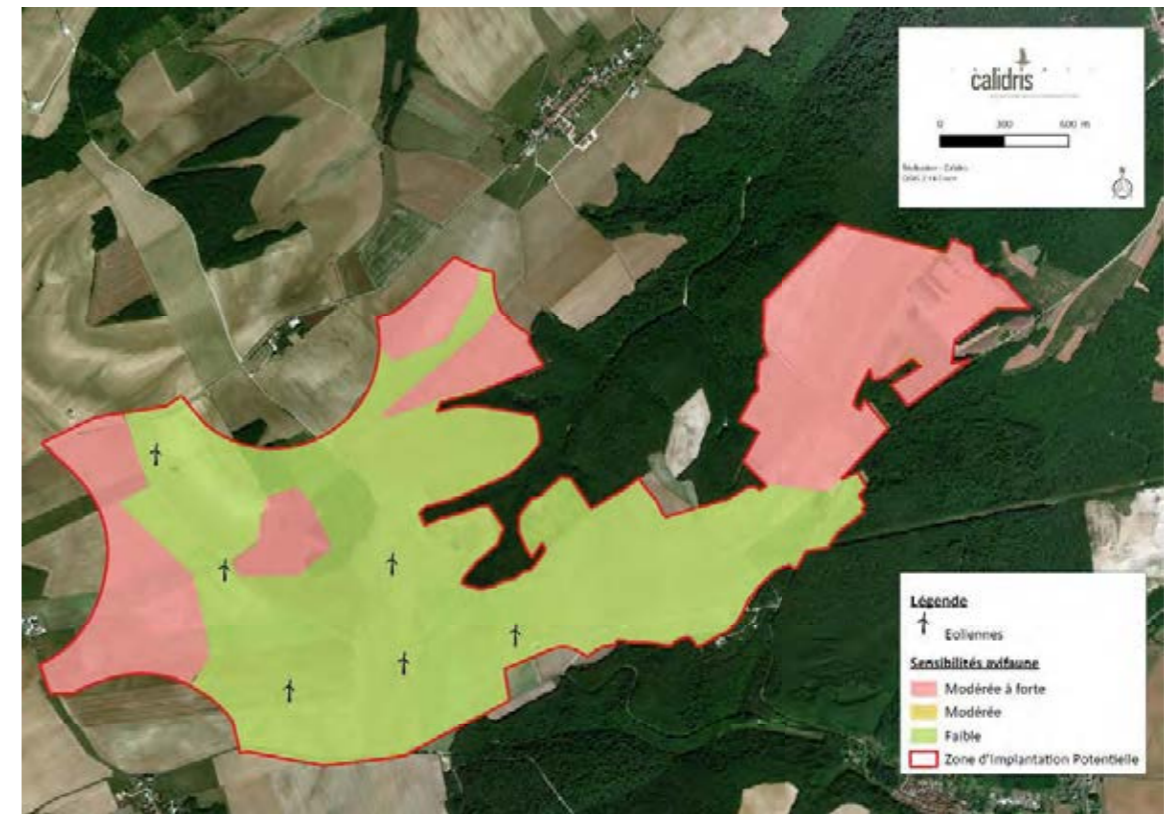 calidris
0 300 600 m
Légende
Eoliennes
Sensibilités avifaune
Modérée à forte
Modérée
Faible
Zone d'Implantation Potentielle